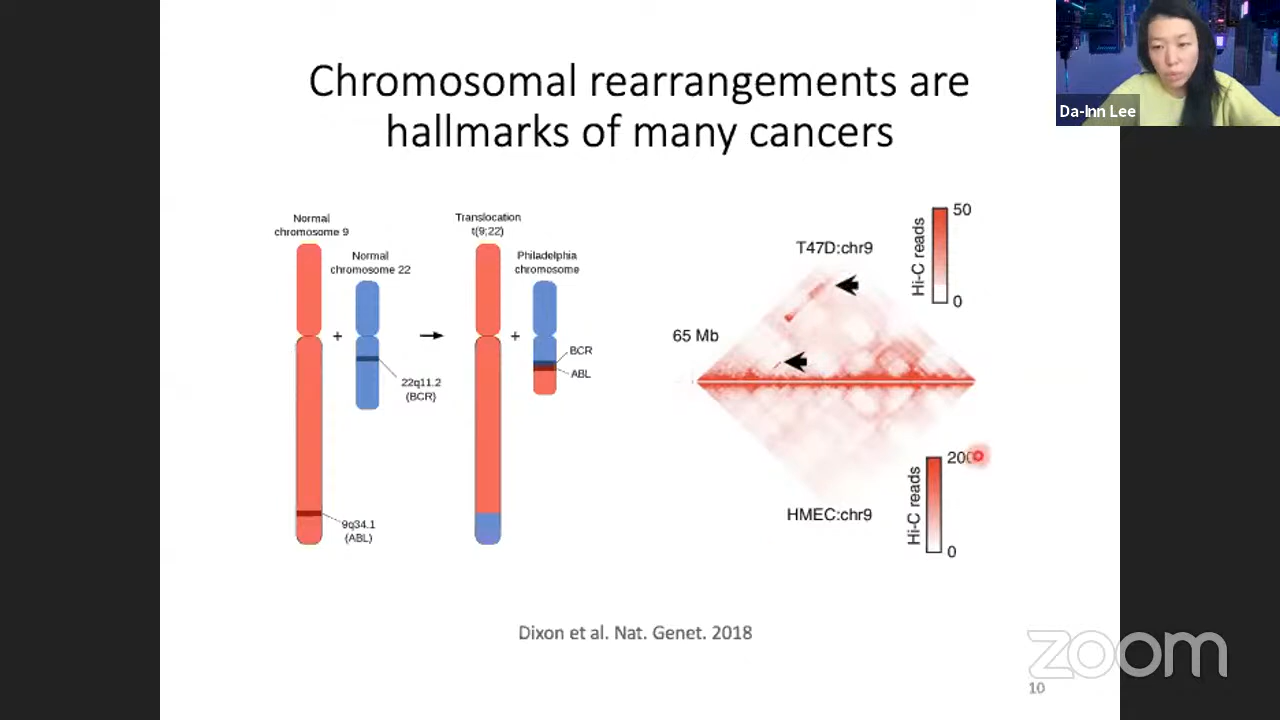 Chromosomal rearrangements are
hallmarks of many cancers
Da-Inn Lee
Normal
chromosome 9
Normal
chromosome 22
+
22q11.2
(BCR)
9q34.1
(ABL)
Translocation
t(9;22)
Philadelphia
chromosome
+
BCR
ABL
T47D:chr9
Hi-C reads
50
0
65 Mb
HMEC:chr9
Hi-C reads
200
0
Dixon et al. Nat. Genet. 2018
zoom
10